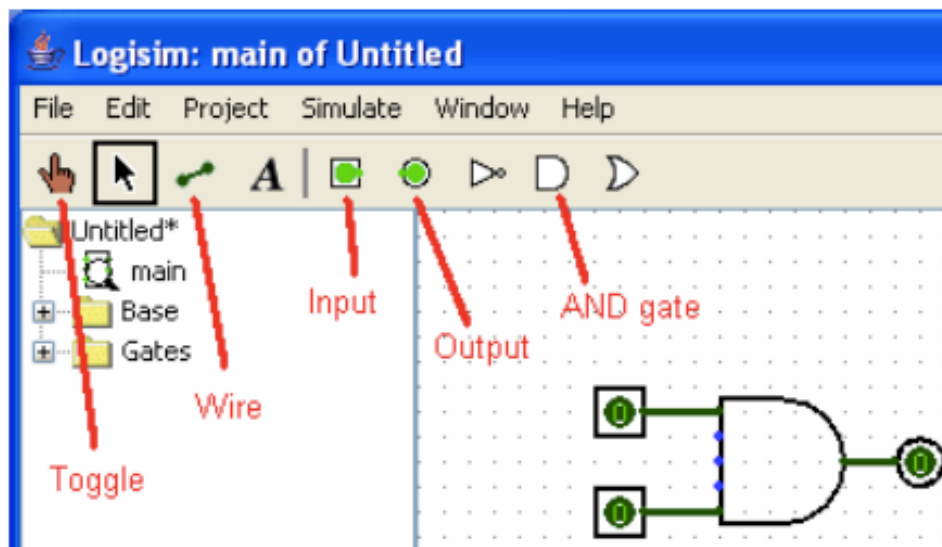 Logisim: main of Untitled
File Edit Project Simulate Window Help
A
Untitled*
main
Base
Gates
Input
AND gate
Output
Wire
Toggle
0
0
0